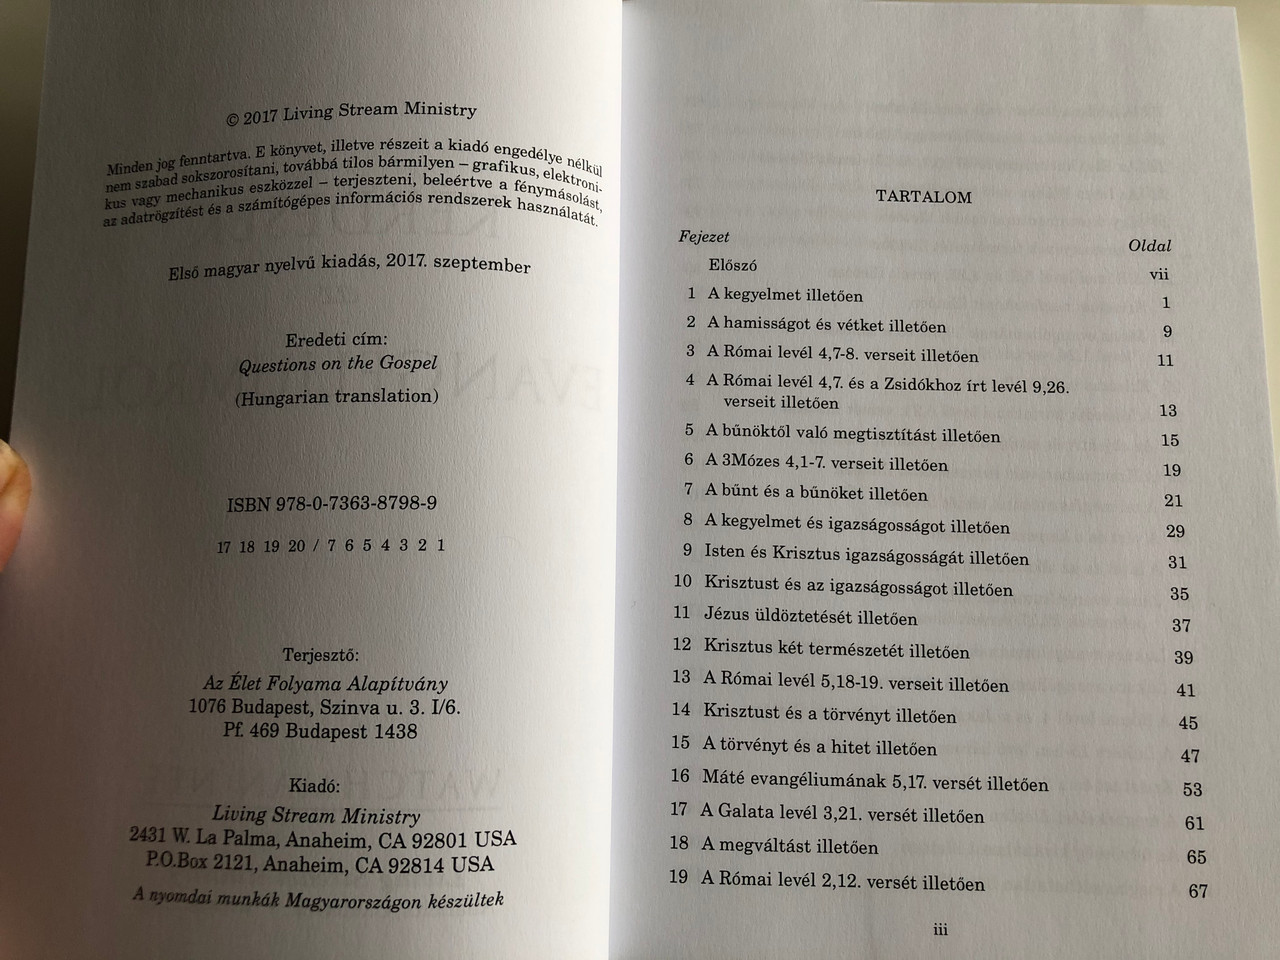 © 2017 Living Stream Ministry
Minden jog fenntartva. E könyvet, illetve részeit a kiadó engedélye nélkül
nem szabad sokszorosítani, továbbá tilos bármilyen – grafikus, elektroni-
kus vagy mechanikus eszközzel – terjeszteni, beleértve a fénymásolást,
az adatrögzítést és a számítógépes információs rendszerek használatát.
Első magyar nyelvű kiadás, 2017. szeptember
Eredeti cím:
Questions on the Gospel
(Hungarian translation)
ISBN 978-0-7363-8798-9
17 18 19 20 / 7 6 5 4 3 2 1
Terjesztő:
Az Élet Folyama Alapítvány
1076 Budapest, Szinva u. 3. I/6.
Pf. 469 Budapest 1438
Kiadó:
Living Stream Ministry
2431 W. La Palma, Anaheim, CA 92801 USA
P.O.Box 2121, Anaheim, CA 92814 USA
A nyomdai munkák Magyarországon készültek
TARTALOM
Fejezet Oldal
Előszó vii
1 A kegyelmet illetően 1
2 A hamisságot és vétket illetően 9
3 A Római levél 4,7-8. verseit illetően 11
4 A Római levél 4,7. és a Zsidókhoz írt levél 9,26.
verseit illetően 13
5 A bűnöktől való megtisztítást illetően 15
6 A 3Mózes 4,1-7. verseit illetően 19
7 A bűnt és a bűnöket illetően 21
8 A kegyelmet és igazságosságot illetően 29
9 Isten és Krisztus igazságosságát illetően 31
10 Krisztust és az igazságosságot illetően 35
11 Jézus üldöztetését illetően 37
12 Krisztus két természetét illetően 39
13 A Római levél 5,18-19. verseit illetően 41
14 Krisztust és a törvényt illetően 45
15 A törvényt és a hitet illetően 47
16 Máté evangéliumának 5,17. versét illetően 53
17 A Galata levél 3,21. versét illetően 61
18 A megváltást illetően 65
19 A Római levél 2,12. versét illetően 67
iii